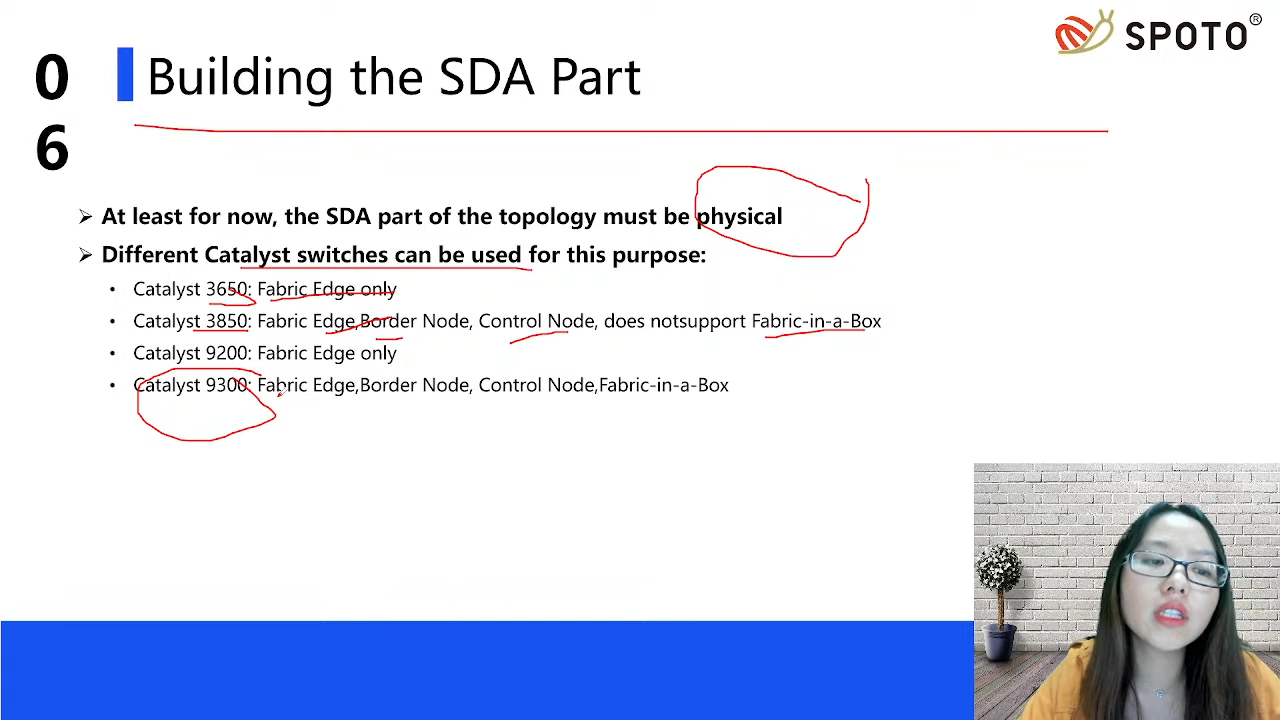 SPOTO®
0
6
Building the SDA Part
➢ At least for now, the SDA part of the topology must be physical
➢ Different Catalyst switches can be used for this purpose:
• Catalyst 3650: Fabric Edge only
• Catalyst 3850: Fabric Edge,Border Node, Control Node, does notsupport Fabric-in-a-Box
• Catalyst 9200: Fabric Edge only
• Catalyst 9300: Fabric Edge,Border Node, Control Node,Fabric-in-a-Box